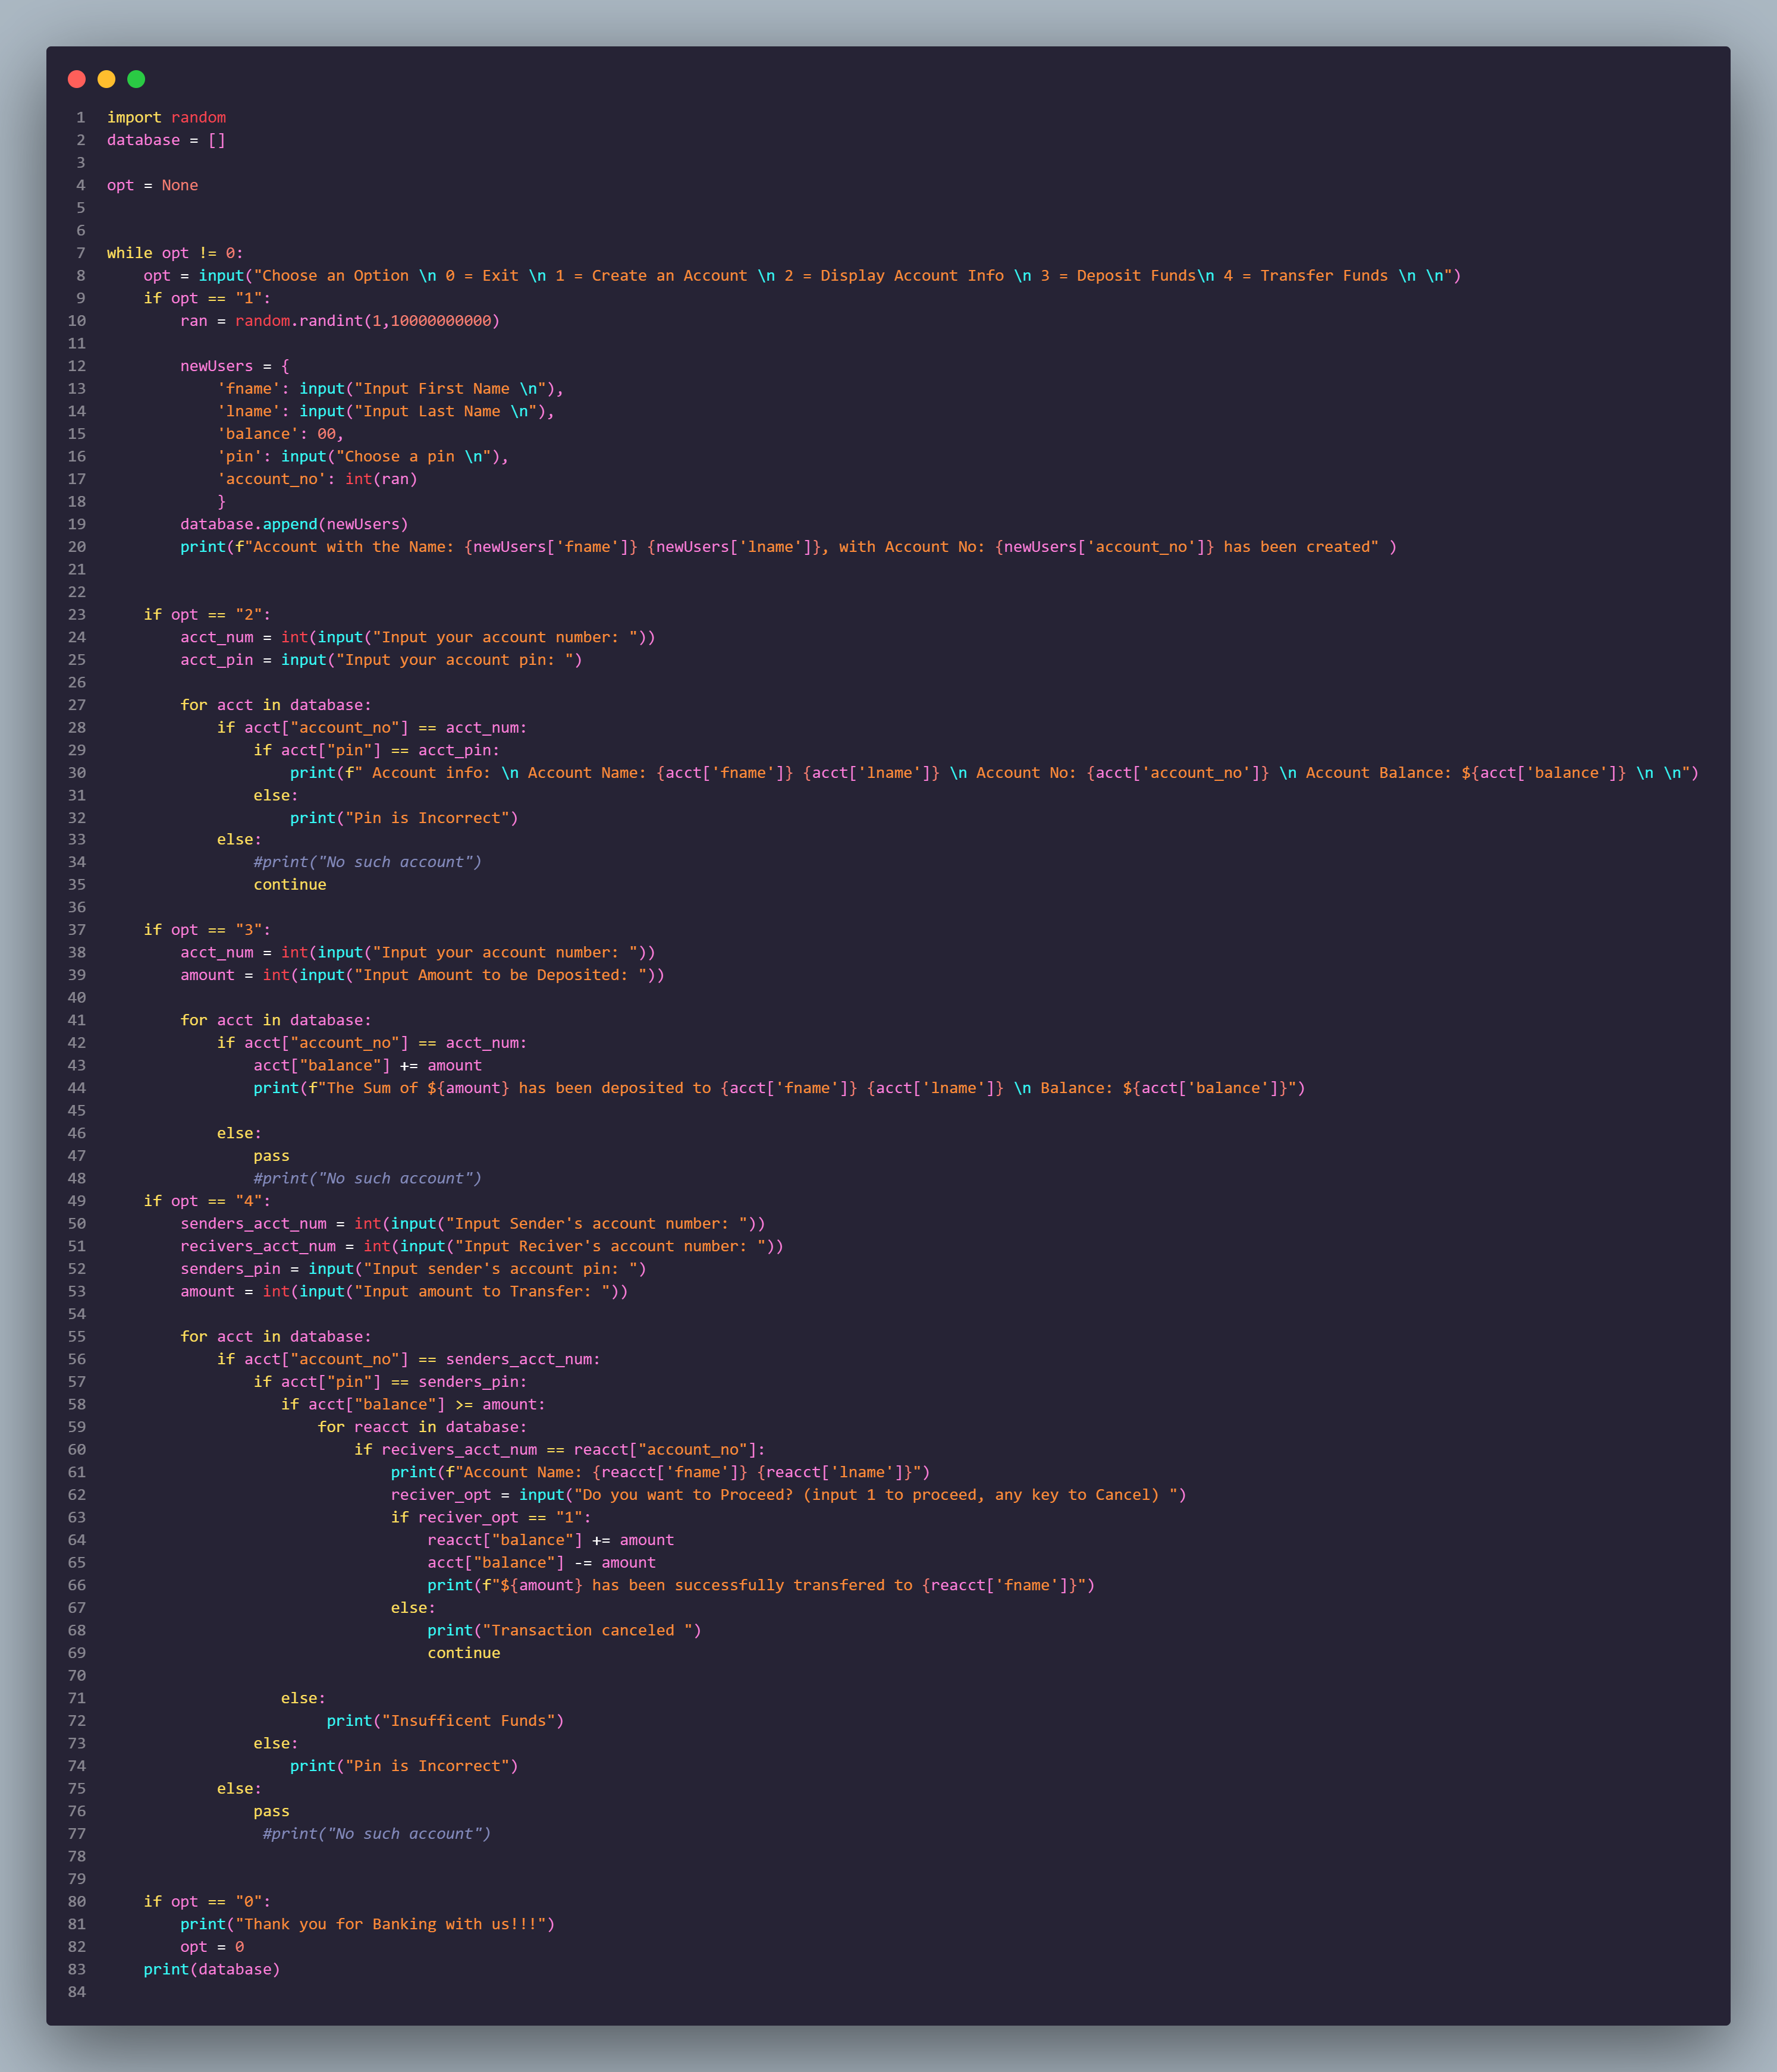 1 import random
2 database = []
3
4 opt = None
5
6
7 while opt != 0:
8     opt = input("Choose an Option \n 0 = Exit \n 1 = Create an Account \n 2 = Display Account Info \n 3 = Deposit Funds\n 4 = Transfer Funds \n \n")
9     if opt == "1":
10         ran = random.randint(1,10000000000)
11
12         newUsers = {
13             'fname': input("Input First Name \n"),
14             'lname': input("Input Last Name \n"),
15             'balance': 00,
16             'pin': input("Choose a pin \n"),
17             'account_no': int(ran)
18             }
19         database.append(newUsers)
20         print(f"Account with the Name: {newUsers['fname']} {newUsers['lname']}, with Account No: {newUsers['account_no']} has been created" )
21
22
23     if opt == "2":
24         acct_num = int(input("Input your account number: "))
25         acct_pin = input("Input your account pin: ")
26
27         for acct in database:
28             if acct["account_no"] == acct_num:
29                 if acct["pin"] == acct_pin:
30                     print(f" Account info: \n Account Name: {acct['fname']} {acct['lname']} \n Account No: {acct['account_no']} \n Account Balance: ${acct['balance']} \n \n")
31                 else:
32                     print("Pin is Incorrect")
33             else:
34                 #print("No such account")
35                 continue
36
37     if opt == "3":
38         acct_num = int(input("Input your account number: "))
39         amount = int(input("Input Amount to be Deposited: "))
40
41         for acct in database:
42             if acct["account_no"] == acct_num:
43                 acct["balance"] += amount
44                 print(f"The Sum of ${amount} has been deposited to {acct['fname']} {acct['lname']} \n Balance: ${acct['balance']}")
45
46             else:
47                 pass
48                 #print("No such account")
49     if opt == "4":
50         senders_acct_num = int(input("Input Sender's account number: "))
51         recivers_acct_num = int(input("Input Reciver's account number: "))
52         senders_pin = input("Input sender's account pin: ")
53         amount = int(input("Input amount to Transfer: "))
54
55         for acct in database:
56             if acct["account_no"] == senders_acct_num:
57                 if acct["pin"] == senders_pin:
58                    if acct["balance"] >= amount:
59                        for reacct in database:
60                            if recivers_acct_num == reacct["account_no"]:
61                                print(f"Account Name: {reacct['fname']} {reacct['lname']}")
62                                reciver_opt = input("Do you want to Proceed? (input 1 to proceed, any key to Cancel) ")
63                                if reciver_opt == "1":
64                                    reacct["balance"] += amount
65                                    acct["balance"] -= amount
66                                    print(f"${amount} has been successfully transfered to {reacct['fname']}")
67                                else:
68                                    print("Transaction canceled ")
69                                    continue
70
71                    else:
72                         print("Insufficent Funds")
73                 else:
74                     print("Pin is Incorrect")
75             else:
76                 pass
77                  #print("No such account")
78
79
80     if opt == "0":
81         print("Thank you for Banking with us!!!")
82         opt = 0
83     print(database)
84